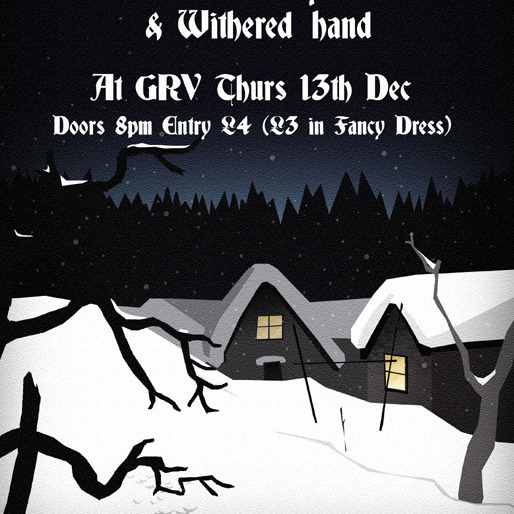 & Withered hand
At GRV Thurs 13th Dec
Doors 8pm Entry £4 (£3 in Fancy Dress)